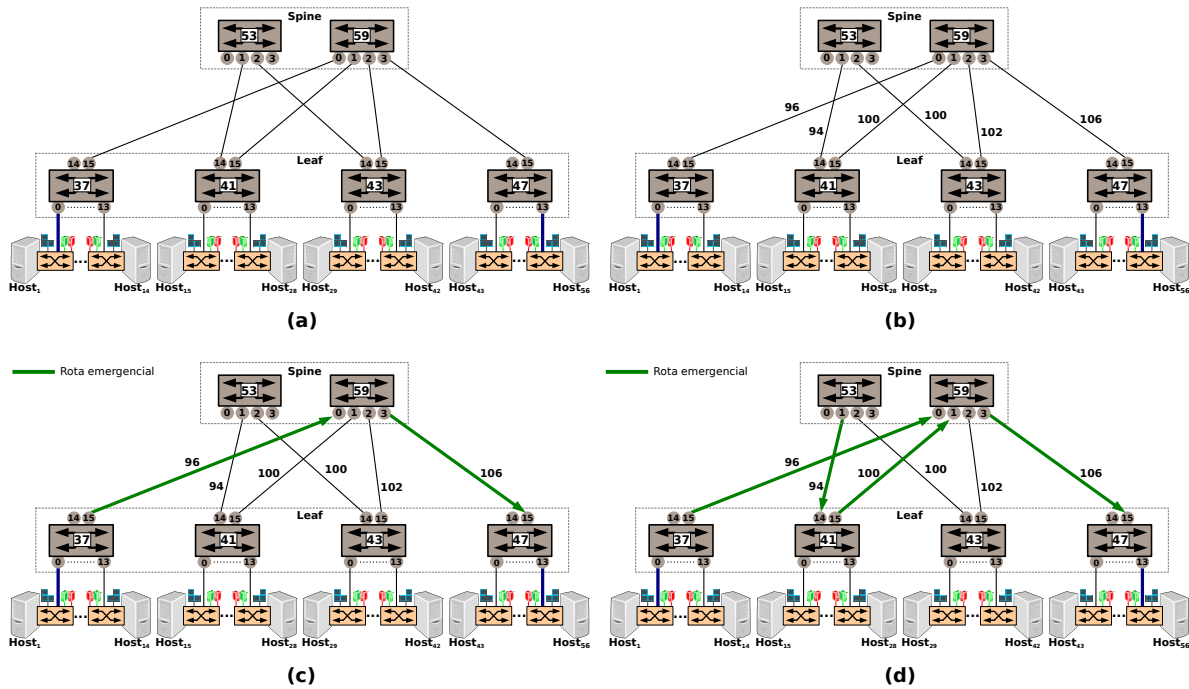 Spine
53 59
0 1 2 3 0 1 2 3
Leaf
14 15 14 15 14 15 14 15
37 41 43 47
0 13 0 13 0 13 0 13
Host1 Host14 Host15 Host28 Host29 Host42 Host43 Host56
(a)
Spine
53 59
0 1 2 3 0 1 2 3
96 94 100 100 102 106
Leaf
14 15 14 15 14 15 14 15
37 41 43 47
0 13 0 13 0 13 0 13
Host1 Host14 Host15 Host28 Host29 Host42 Host43 Host56
(b)
Rota emergencial
Spine
53 59
0 1 2 3 0 1 2 3
96 94 100 100 102 106
Leaf
14 15 14 15 14 15 14 15
37 41 43 47
0 13 0 13 0 13 0 13
Host1 Host14 Host15 Host28 Host29 Host42 Host43 Host56
(c)
Rota emergencial
Spine
53 59
0 1 2 3 0 1 2 3
96 94 100 100 102 106
Leaf
14 15 14 15 14 15 14 15
37 41 43 47
0 13 0 13 0 13 0 13
Host1 Host14 Host15 Host28 Host29 Host42 Host43 Host56
(d)